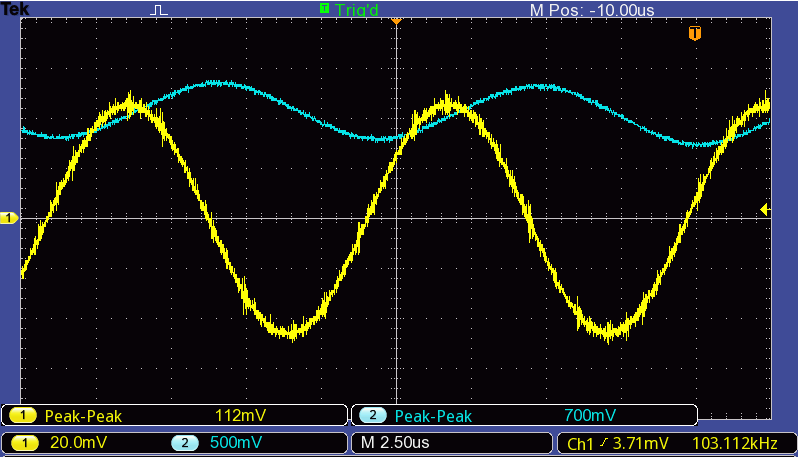 Tek T Trig'd M Pos: -10.00us
T
1
1 Peak-Peak 112mV 2 Peak-Peak 700mV
1 20.0mV 2 500mV M 2.50us Ch1 / 3.71mV 103.112kHz